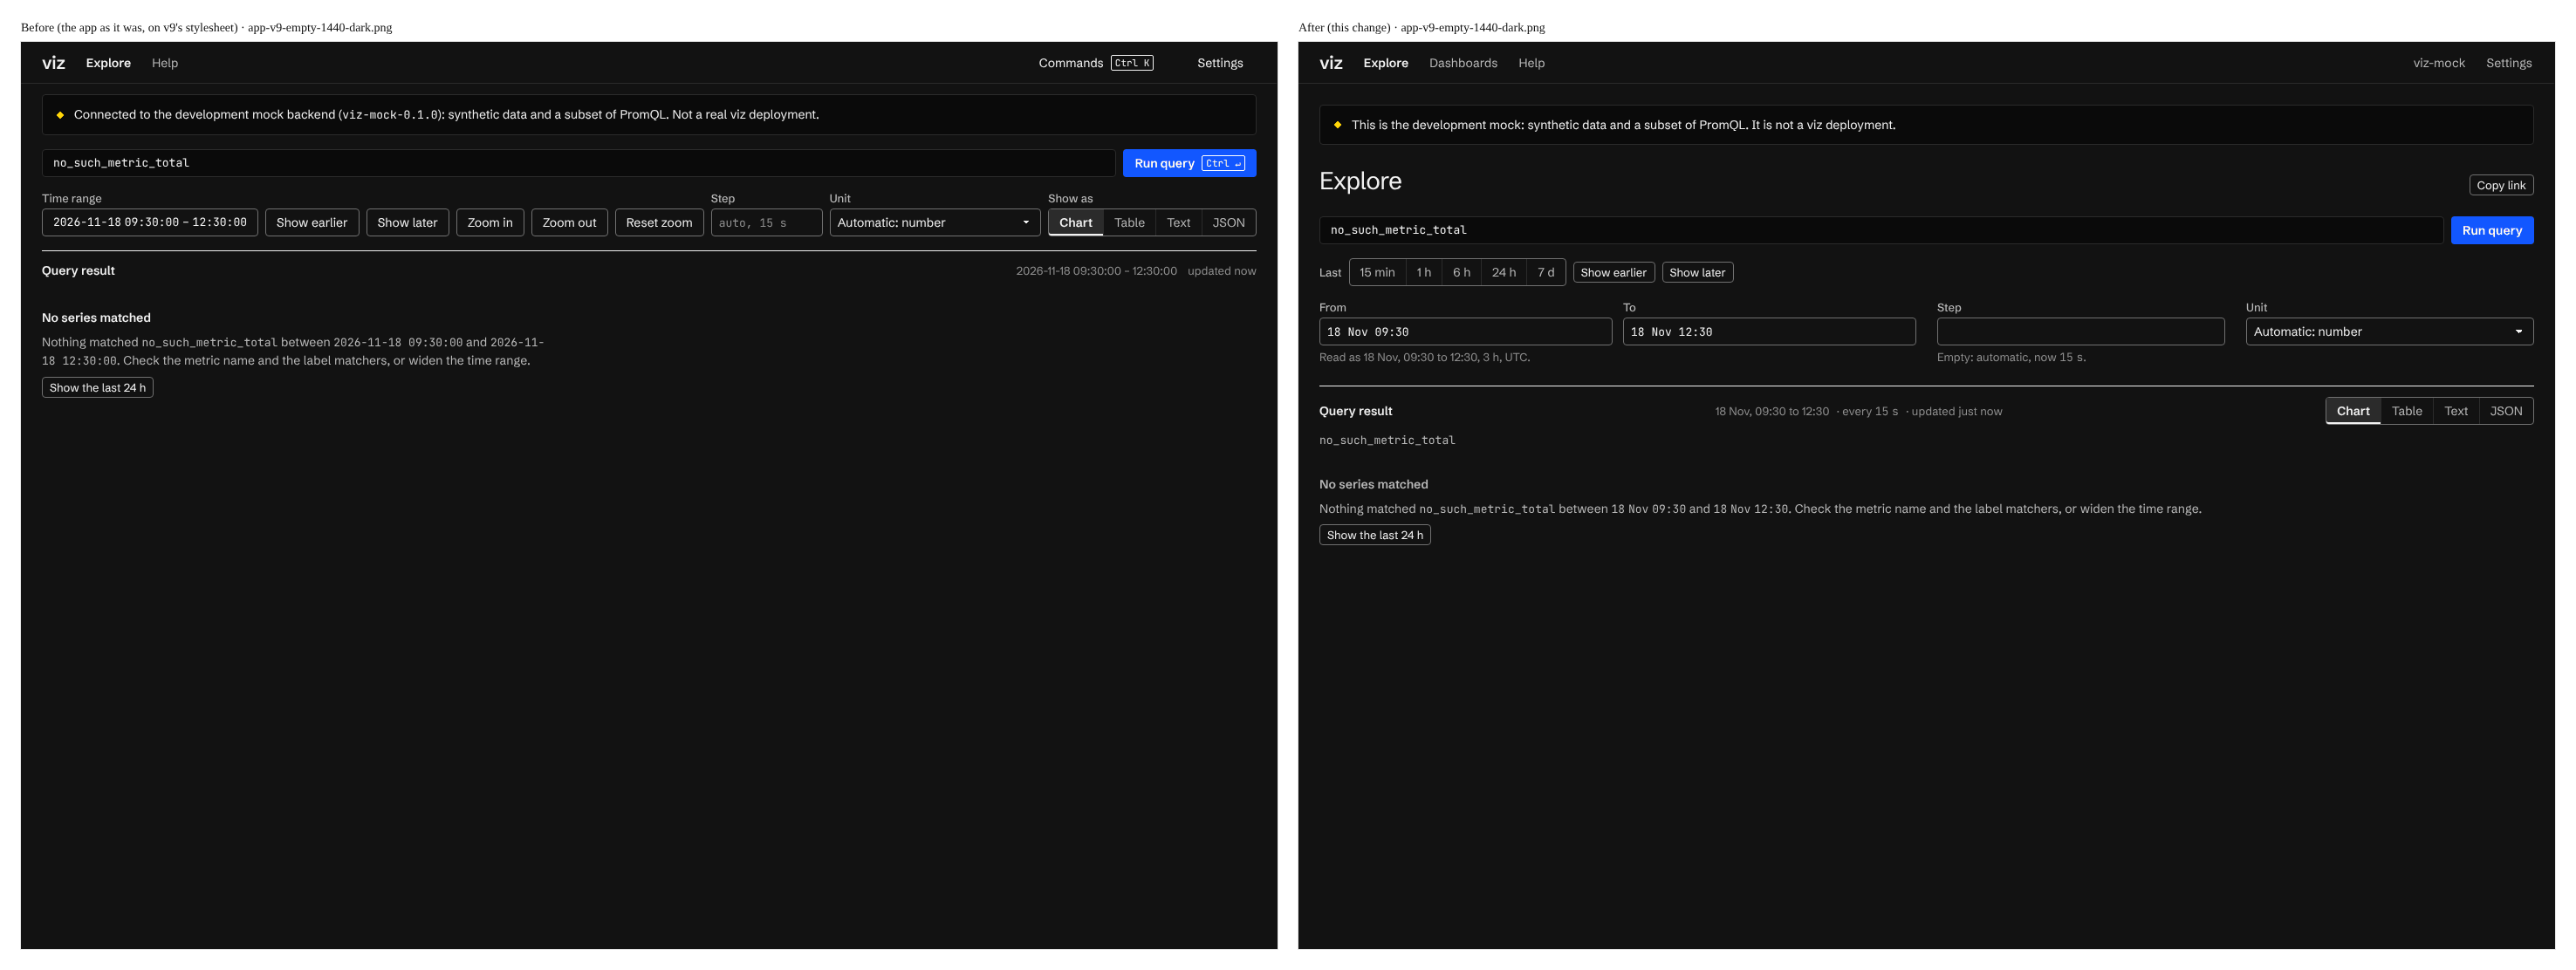 Before (the app as it was, on v9's stylesheet) · app-v9-empty-1440-dark.png
viz Explore Help Commands Ctrl K Settings
Connected to the development mock backend (viz-mock-0.1.0): synthetic data and a subset of PromQL. Not a real viz deployment.
no_such_metric_total Run query Ctrl ↵
Time range Step Unit Show as
2026-11-18 09:30:00 – 12:30:00 Show earlier Show later Zoom in Zoom out Reset zoom auto, 15 s Automatic: number Chart Table Text JSON
Query result 2026-11-18 09:30:00 – 12:30:00 updated now
No series matched
Nothing matched no_such_metric_total between 2026-11-18 09:30:00 and 2026-11-
18 12:30:00. Check the metric name and the label matchers, or widen the time range.
Show the last 24 h
After (this change) · app-v9-empty-1440-dark.png
viz Explore Dashboards Help viz-mock Settings
This is the development mock: synthetic data and a subset of PromQL. It is not a viz deployment.
Explore Copy link
no_such_metric_total Run query
Last 15 min 1 h 6 h 24 h 7 d Show earlier Show later
From To Step Unit
18 Nov 09:30 18 Nov 12:30 Automatic: number
Read as 18 Nov, 09:30 to 12:30, 3 h, UTC. Empty: automatic, now 15 s.
Query result 18 Nov, 09:30 to 12:30 · every 15 s · updated just now Chart Table Text JSON
no_such_metric_total
No series matched
Nothing matched no_such_metric_total between 18 Nov 09:30 and 18 Nov 12:30. Check the metric name and the label matchers, or widen the time range.
Show the last 24 h